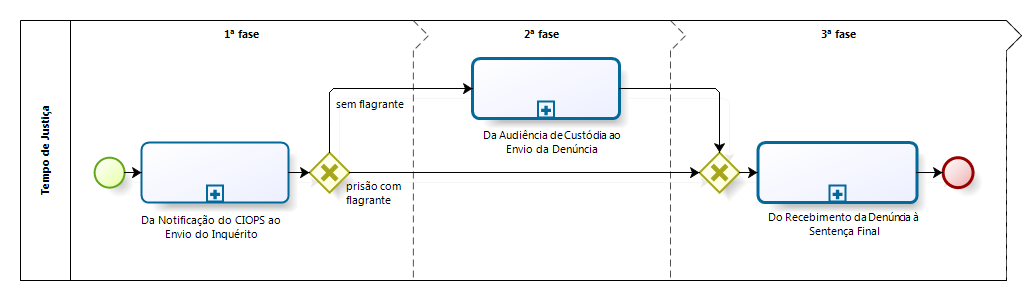 1ª fase
2ª fase
3ª fase
Tempo de Justiça
sem flagrante
Da Audiência de Custódia ao
Envio da Denúncia
prisão com
flagrante
Da Notificação do CIOPS ao
Envio do Inquérito
Do Recebimento da Denúncia à
Sentença Final